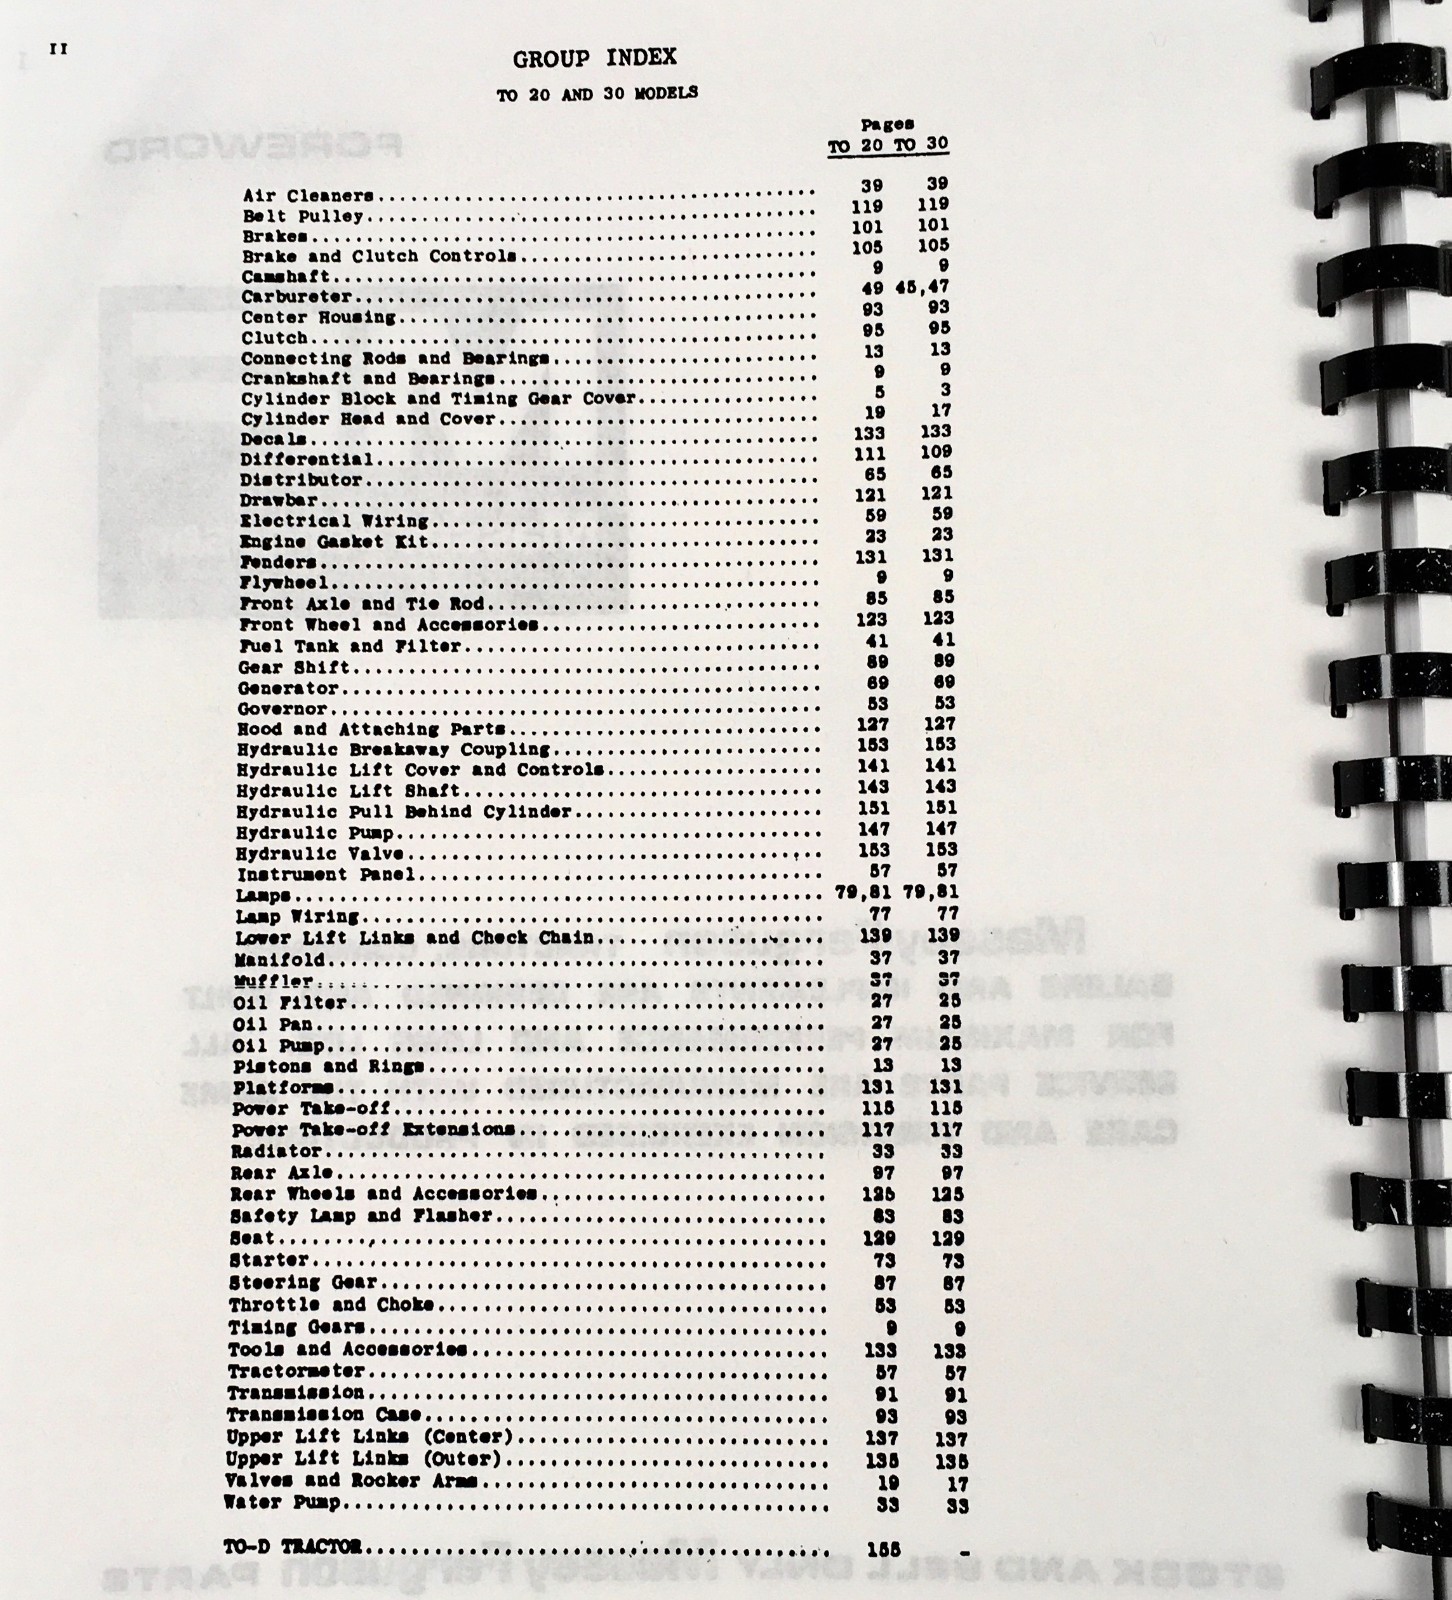 II
GROUP INDEX
TO 20 AND 30 MODELS
Pages
TO 20 TO 30
Air Cleaners........................................ 39 39
Belt Pulley......................................... 119 119
Brakes.............................................. 101 101
Brake and Clutch Controls........................... 105 105
Camshaft............................................ 9 9
Carbureter.......................................... 49 45,47
Center Housing...................................... 93 93
Clutch.............................................. 95 95
Connecting Rods and Bearings........................ 13 13
Crankshaft and Bearings............................. 9 9
Cylinder Block and Timing Gear Cover................ 5 3
Cylinder Head and Cover............................. 19 17
Decals.............................................. 133 133
Differential........................................ 111 109
Distributor......................................... 65 65
Drawbar............................................. 121 121
Electrical Wiring................................... 59 59
Engine Gasket Kit................................... 23 23
Fenders............................................. 131 131
Flywheel............................................ 9 9
Front Axle and Tie Rod.............................. 85 85
Front Wheel and Accessories......................... 123 123
Fuel Tank and Filter................................ 41 41
Gear Shift.......................................... 89 89
Generator........................................... 69 69
Governor............................................ 53 53
Hood and Attaching Parts............................ 127 127
Hydraulic Breakaway Coupling........................ 153 153
Hydraulic Lift Cover and Controls................... 141 141
Hydraulic Lift Shaft................................ 143 143
Hydraulic Pull Behind Cylinder...................... 151 151
Hydraulic Pump...................................... 147 147
Hydraulic Valve..................................... 153 153
Instrument Panel.................................... 57 57
Lamps............................................... 79,81 79,81
Lamp Wiring......................................... 77 77
Lower Lift Links and Check Chain.................... 139 139
Manifold............................................ 37 37
Muffler............................................. 37 37
Oil Filter.......................................... 27 25
Oil Pan............................................. 27 25
Oil Pump............................................ 27 25
Pistons and Rings................................... 13 13
Platforms........................................... 131 131
Power Take-off...................................... 115 115
Power Take-off Extensions........................... 117 117
Radiator............................................ 33 33
Rear Axle........................................... 97 97
Rear Wheels and Accessories......................... 125 125
Safety Lamp and Flasher............................. 83 83
Seat................................................ 129 129
Starter............................................. 73 73
Steering Gear....................................... 87 87
Throttle and Choke.................................. 53 53
Timing Gears........................................ 9 9
Tools and Accessories............................... 133 133
Tractormeter........................................ 57 57
Transmission........................................ 91 91
Transmission Case................................... 93 93
Upper Lift Links (Center)........................... 137 137
Upper Lift Links (Outer)............................ 135 135
Valves and Rocker Arms.............................. 19 17
Water Pump.......................................... 33 33
TO-D TRACTOR........................................ 155 -